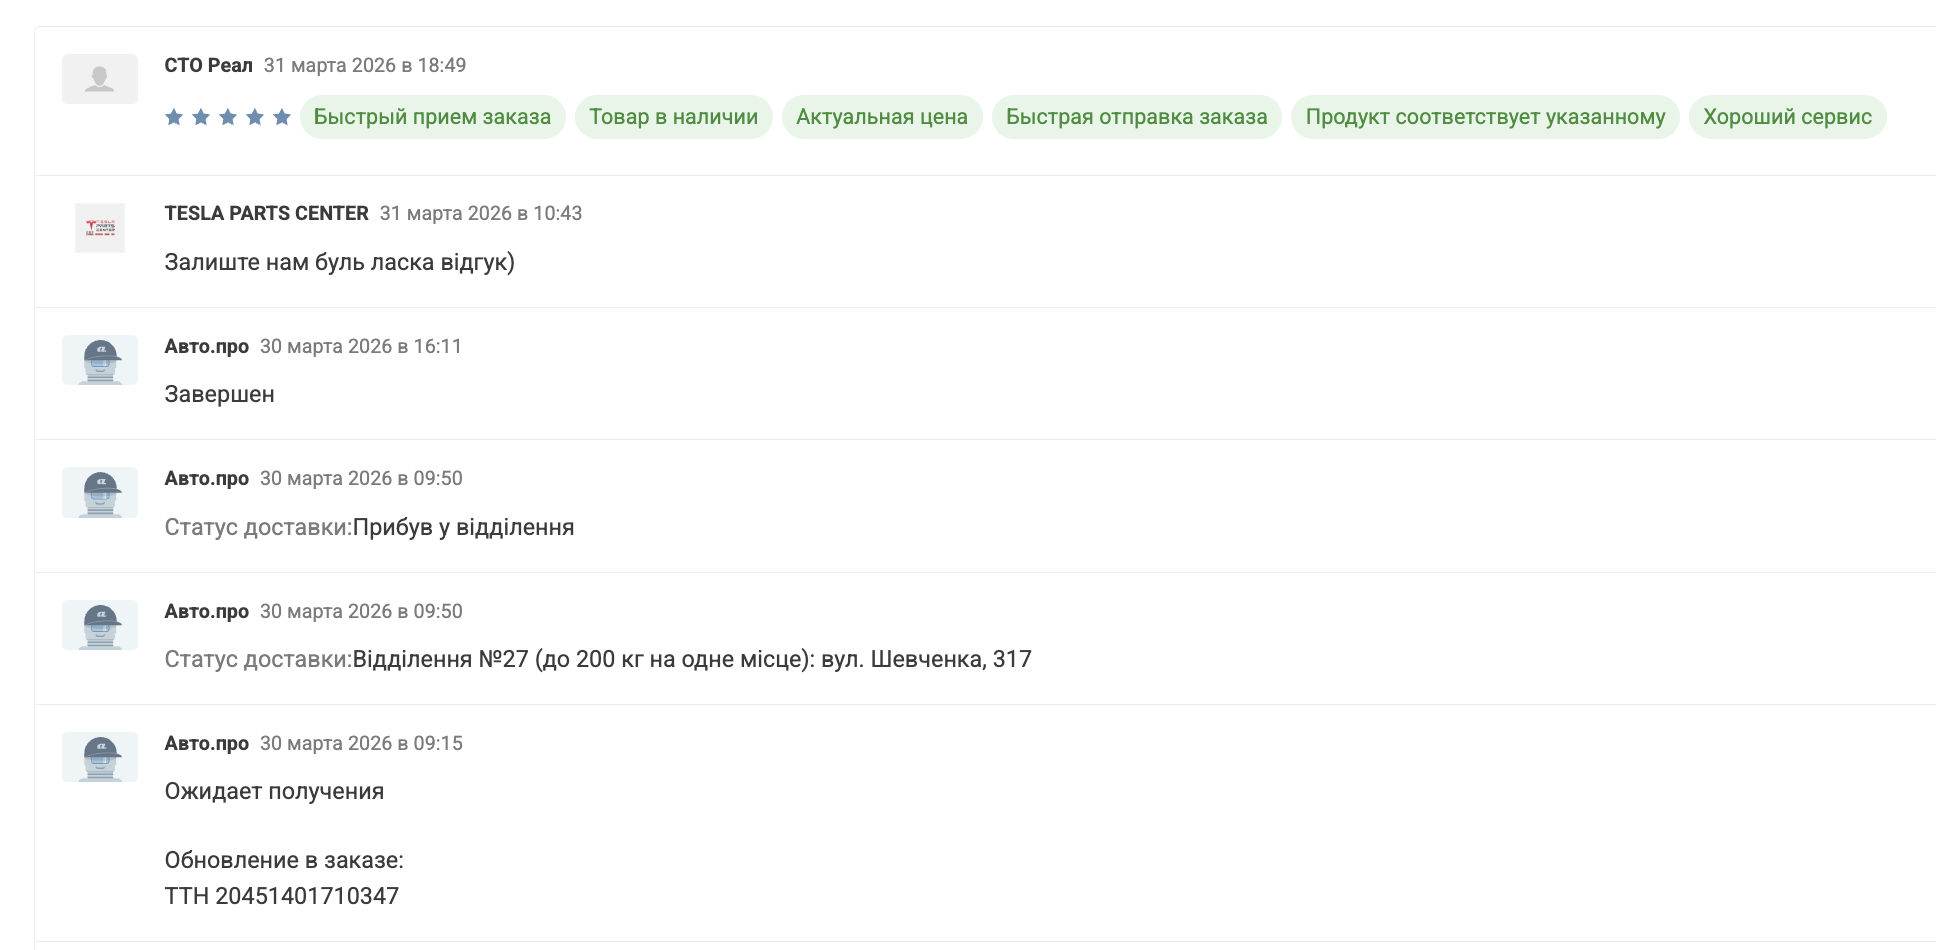 СТО Реал 31 марта 2026 в 18:49
Быстрый прием заказа Товар в наличии Актуальная цена Быстрая отправка заказа Продукт соответствует указанному Хороший сервис
TESLA PARTS CENTER 31 марта 2026 в 10:43
TESLA
PARTS
CENTER
Залиште нам буль ласка відгук)
Авто.про 30 марта 2026 в 16:11
Завершен
Авто.про 30 марта 2026 в 09:50
Статус доставки:Прибув у відділення
Авто.про 30 марта 2026 в 09:50
Статус доставки:Відділення №27 (до 200 кг на одне місце): вул. Шевченка, 317
Авто.про 30 марта 2026 в 09:15
Ожидает получения
Обновление в заказе:
ТТН 20451401710347